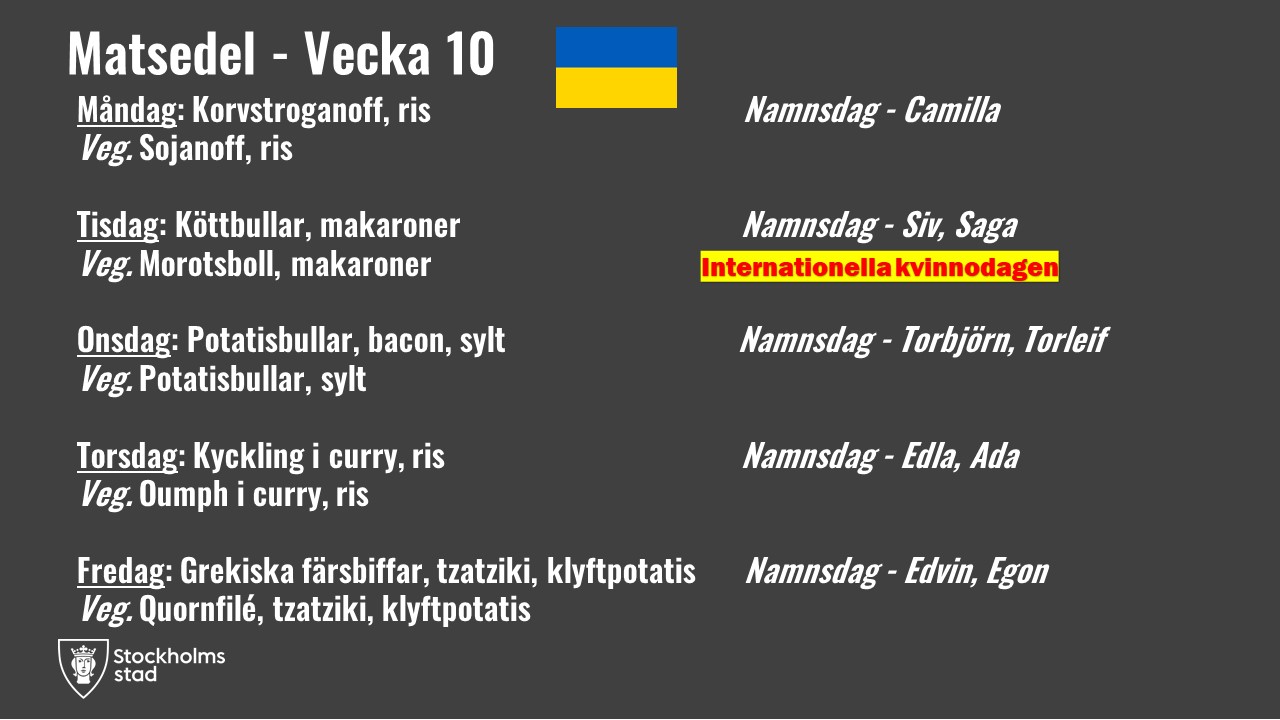 Matsedel - Vecka 10
Måndag: Korvstroganoff, ris
Namnsdag - Camilla
Veg. Sojanoff, ris
Tisdag: Köttbullar, makaroner
Namnsdag - Siv, Saga
Veg. Morotsboll, makaroner
Internationella kvinnodagen
Onsdag: Potatisbullar, bacon, sylt
Namnsdag - Torbjörn, Torleif
Veg. Potatisbullar, sylt
Torsdag: Kyckling i curry, ris
Namnsdag - Edla, Ada
Veg. Oumph i curry, ris
Fredag: Grekiska färsbiffar, tzatziki, klyftpotatis
Namnsdag - Edvin, Egon
Veg. Quornfilé, tzatziki, klyftpotatis
Stockholms
stad